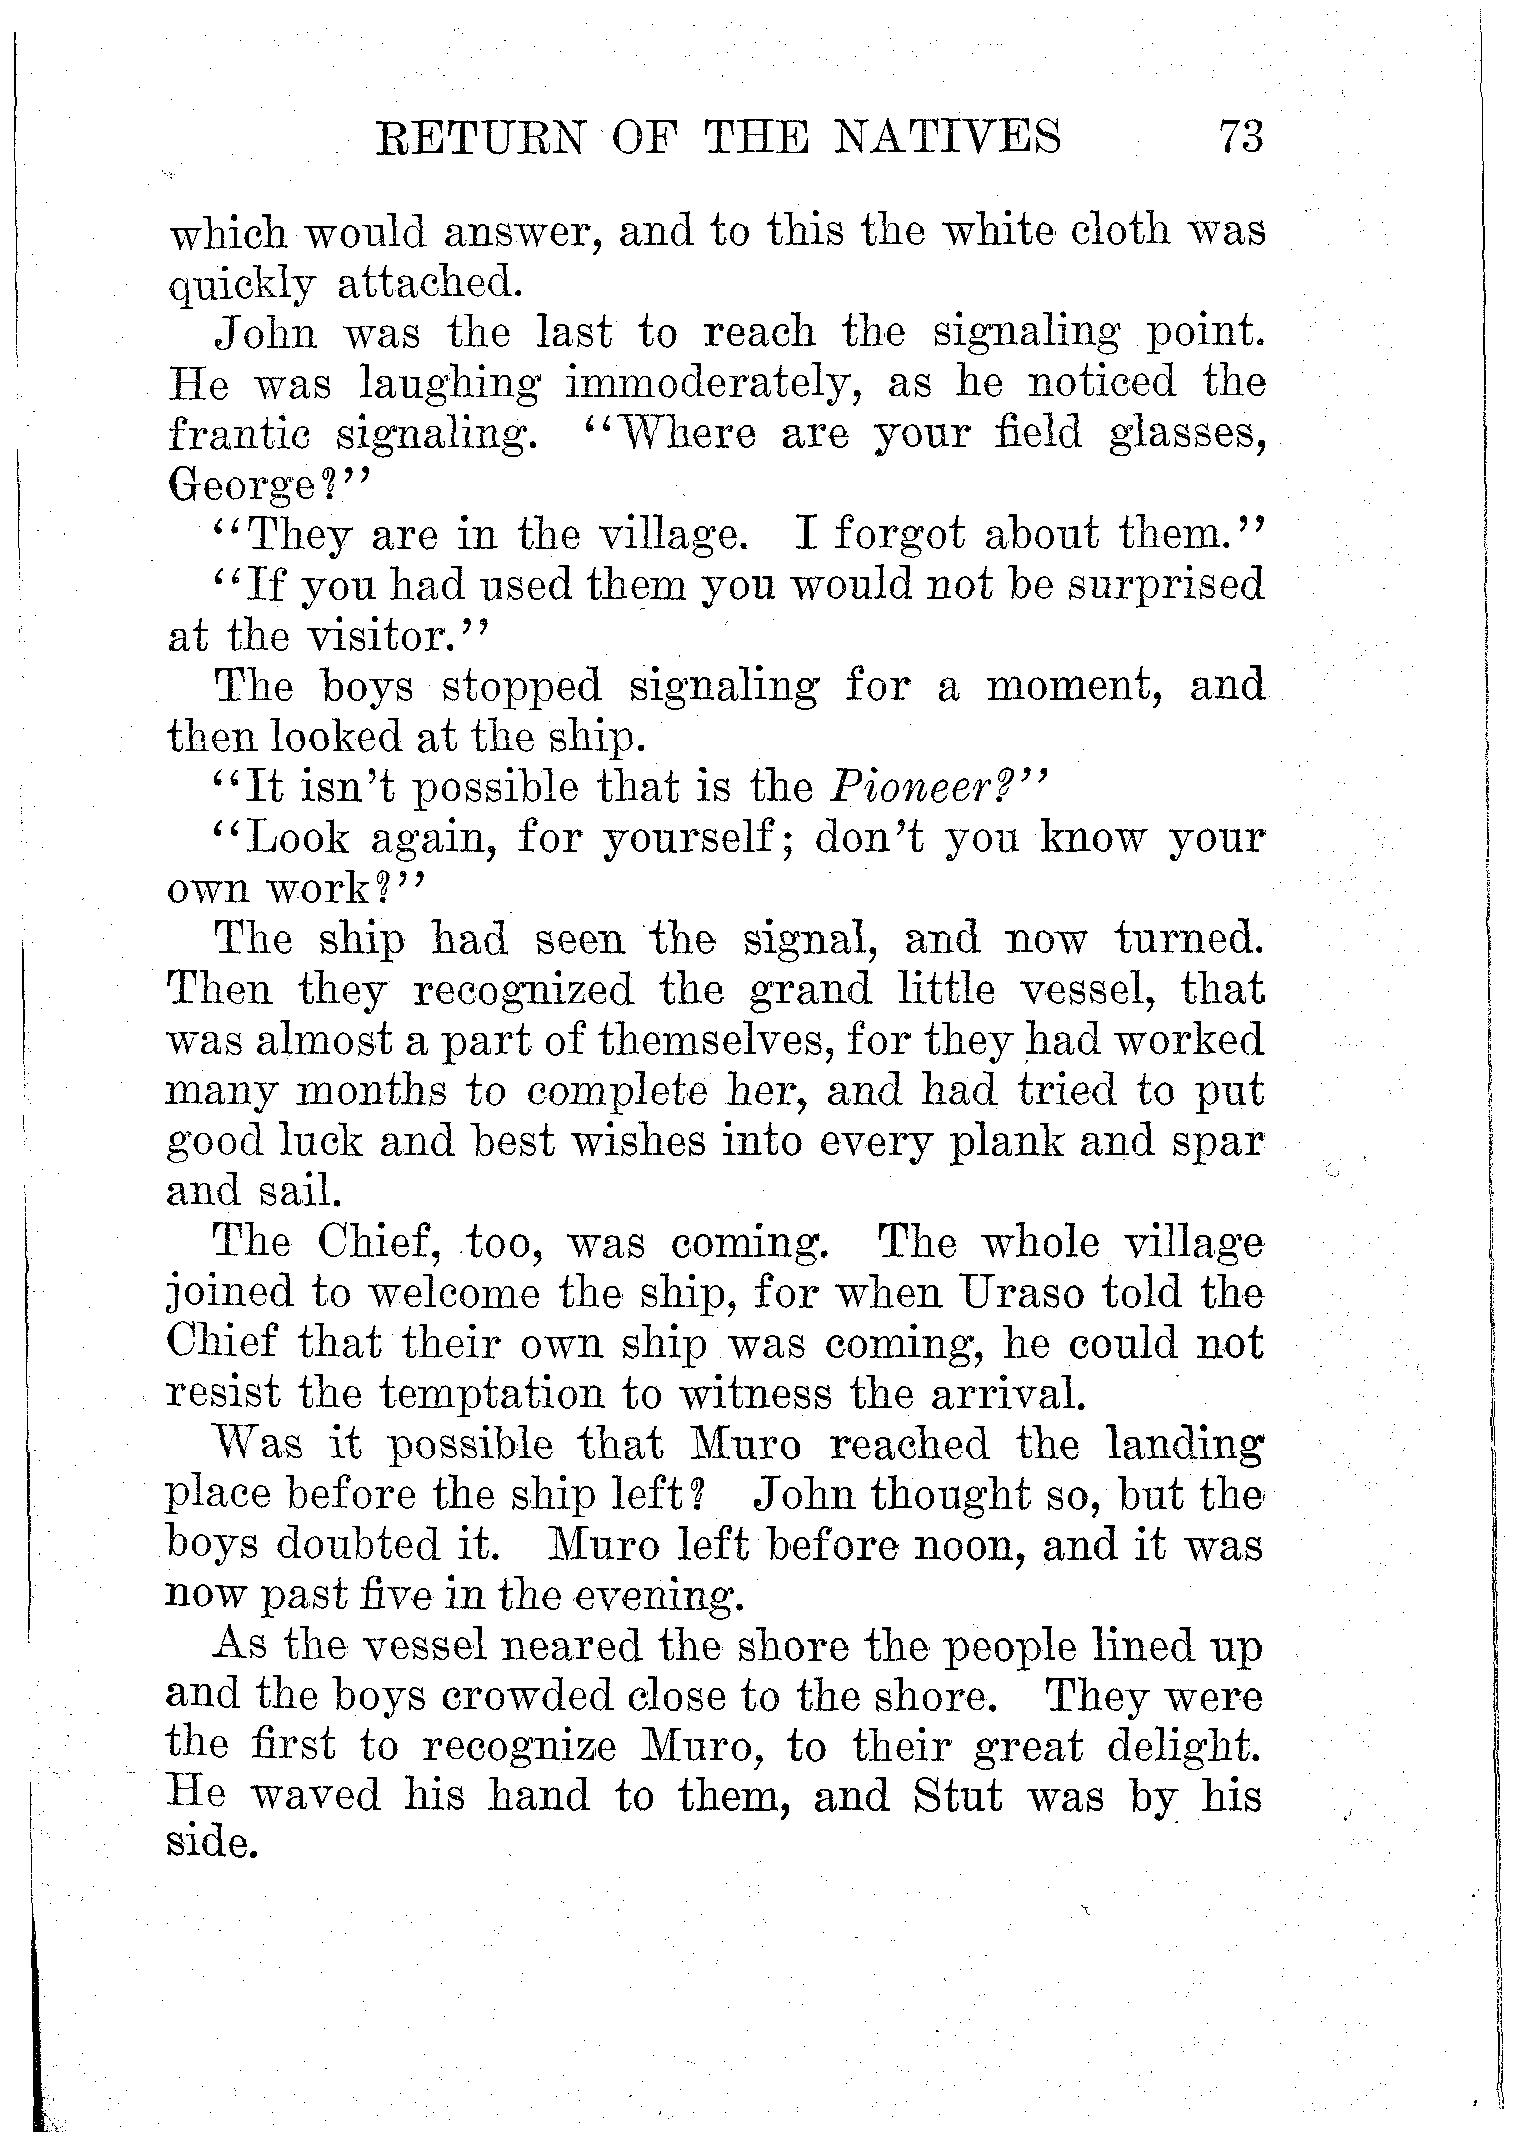 RETURN OF THE NATIVES 73
which would answer, and to this the white cloth was
quickly attached.
John was the last to reach the signaling point.
He was laughing immoderately, as he noticed the
frantic signaling. "Where are your field glasses,
George?"
"They are in the village. I forgot about them."
"If you had used them you would not be surprised
at the visitor."
The boys stopped signaling for a moment, and
then looked at the ship.
"It isn't possible that is the Pioneer?"
"Look again, for yourself; don't you know your
own work?"
The ship had seen the signal, and now turned.
Then they recognized the grand little vessel, that
was almost a part of themselves, for they had worked
many months to complete her, and had tried to put
good luck and best wishes into every plank and spar
and sail.
The Chief, too, was coming. The whole village
joined to welcome the ship, for when Uraso told the
Chief that their own ship was coming, he could not
resist the temptation to witness the arrival.
Was it possible that Muro reached the landing
place before the ship left? John thought so, but the
boys doubted it. Muro left before noon, and it was
now past five in the evening.
As the vessel neared the shore the people lined up
and the boys crowded close to the shore. They were
the first to recognize Muro, to their great delight.
He waved his hand to them, and Stut was by his
side.